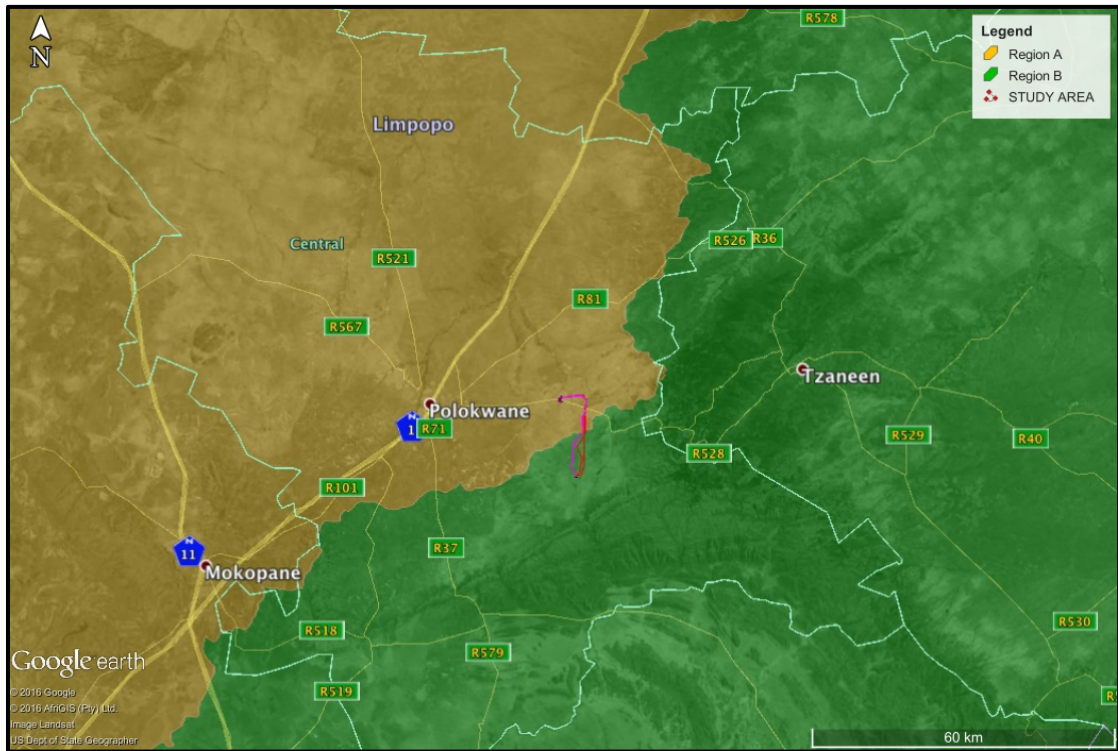 R578
Legend
Region A
Region B
STUDY AREA
N
Limpopo
Central
R521
R526
R36
R81
R567
Tzaneen
Polokwane
N
1
R71
R529
R40
R528
R101
R37
N
11
Mokopane
R518
R530
R579
R519
Google earth
© 2016 Google
© 2016 AfriGIS (Pty) Ltd.
Image Landsat
US Dept of State Geographer
60 km